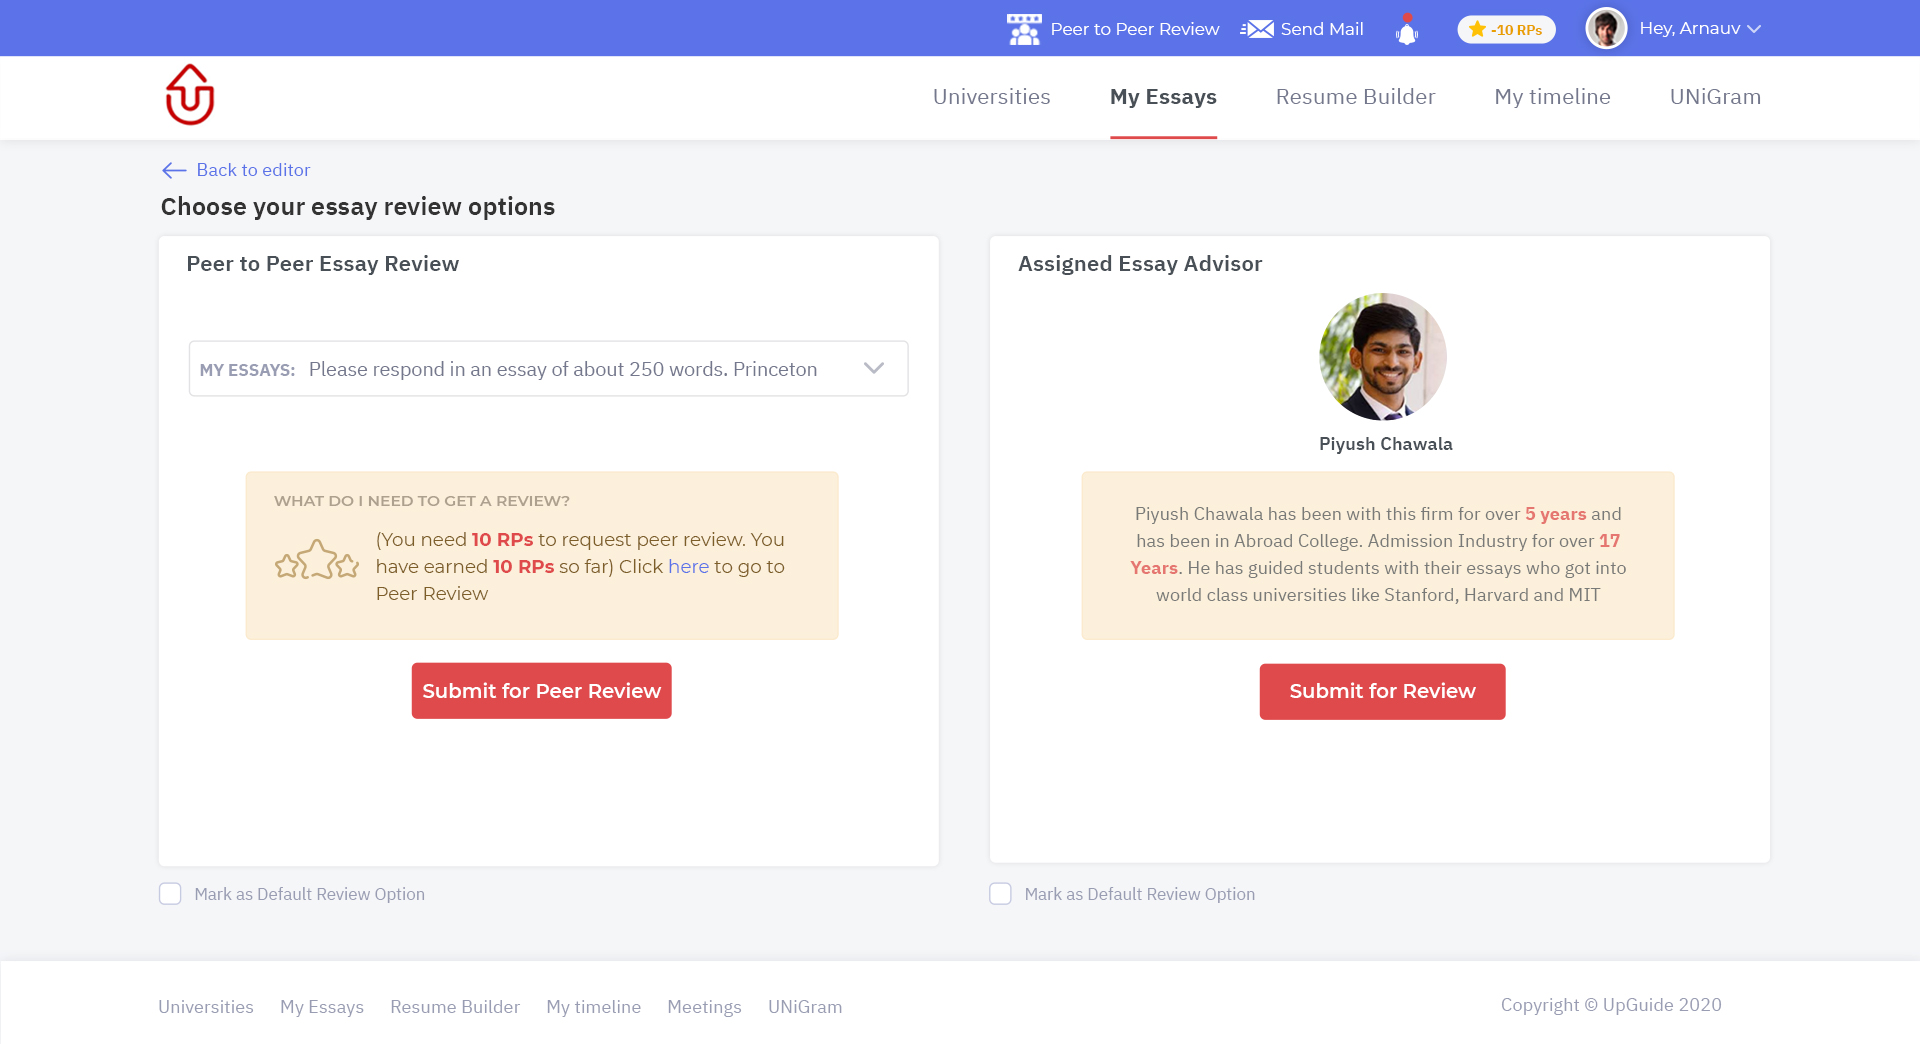 Peer to Peer Review
Send Mail
-10 RPs
Hey, Arnauv
Universities
My Essays
Resume Builder
My timeline
UNiGram
Back to editor
Choose your essay review options
Peer to Peer Essay Review
MY ESSAYS: Please respond in an essay of about 250 words. Princeton
WHAT DO I NEED TO GET A REVIEW?
(You need 10 RPs to request peer review. You
have earned 10 RPs so far) Click here to go to
Peer Review
Submit for Peer Review
Mark as Default Review Option
Assigned Essay Advisor
Piyush Chawala
Piyush Chawala has been with this firm for over 5 years and
has been in Abroad College. Admission Industry for over 17
Years. He has guided students with their essays who got into
world class universities like Stanford, Harvard and MIT
Submit for Review
Mark as Default Review Option
Universities
My Essays
Resume Builder
My timeline
Meetings
UNiGram
Copyright © UpGuide 2020